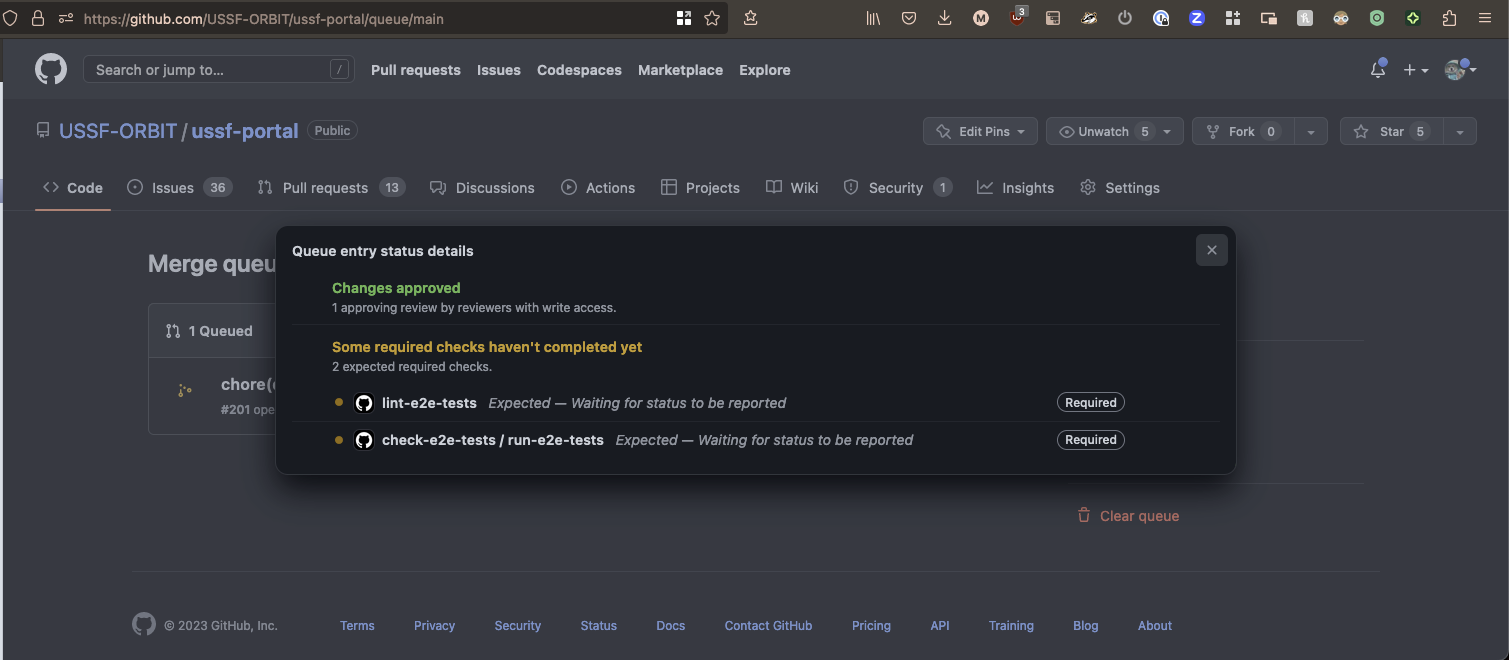 https://github.com/USSF-ORBIT/ussf-portal/queue/main
3
Search or jump to... /
Pull requests Issues Codespaces Marketplace Explore
USSF-ORBIT / ussf-portal Public
Edit Pins Unwatch 5 Fork 0 Star 5
Code Issues 36 Pull requests 13 Discussions Actions Projects Wiki Security 1 Insights Settings
Merge queu
Queue entry status details
Changes approved
1 approving review by reviewers with write access.
1 Queued
Some required checks haven't completed yet
2 expected required checks.
chore(
#201 ope
lint-e2e-tests Expected — Waiting for status to be reported Required
check-e2e-tests / run-e2e-tests Expected — Waiting for status to be reported Required
Clear queue
© 2023 GitHub, Inc. Terms Privacy Security Status Docs Contact GitHub Pricing API Training Blog About